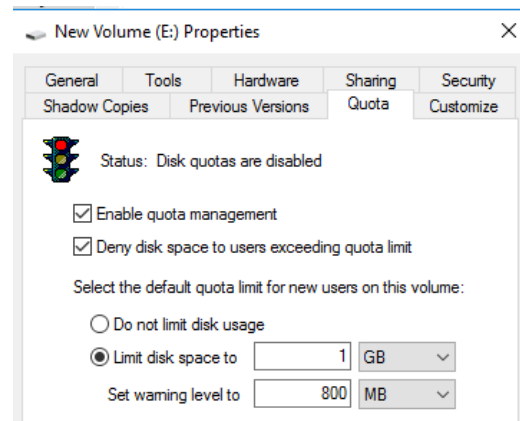 New Volume (E:) Properties
General Tools Hardware Sharing Security
Shadow Copies Previous Versions Quota Customize
Status: Disk quotas are disabled
Enable quota management
Deny disk space to users exceeding quota limit
Select the default quota limit for new users on this volume:
Do not limit disk usage
Limit disk space to 1 GB
Set warning level to 800 MB